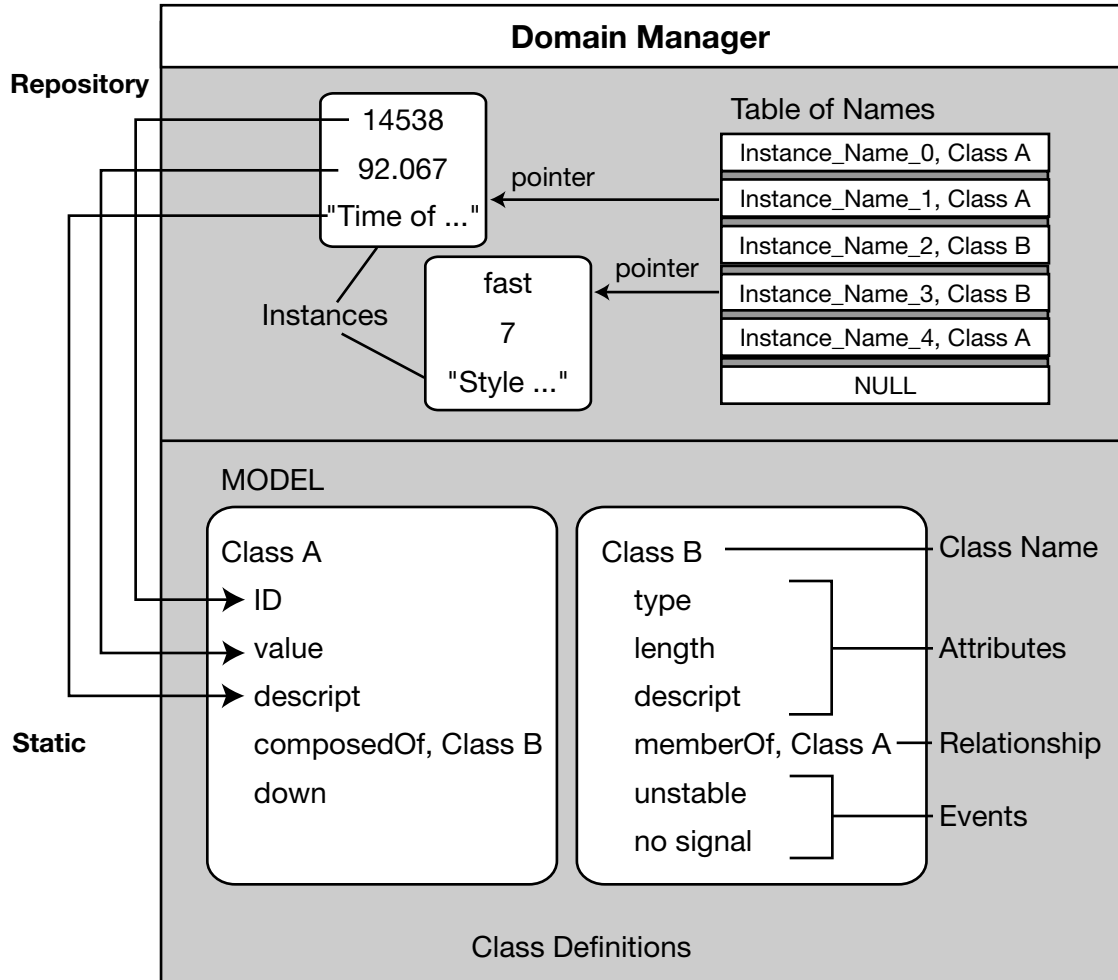 Domain Manager
Repository
14538
92.067
"Time of ..."
pointer
Table of Names
Instance_Name_0, Class A
Instance_Name_1, Class A
Instance_Name_2, Class B
Instance_Name_3, Class B
Instance_Name_4, Class A
NULL
Instances
fast
7
"Style ..."
pointer
MODEL
Class A
ID
value
descript
composedOf, Class B
down
Class B
type
length
descript
memberOf, Class A
unstable
no signal
Class Name
Attributes
Relationship
Events
Static
Class Definitions